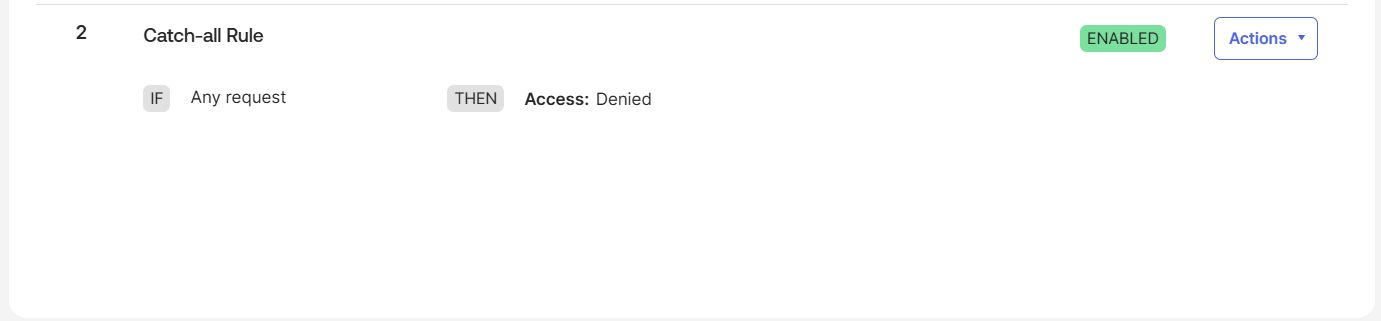 2 Catch-all Rule ENABLED Actions
IF Any request THEN Access: Denied